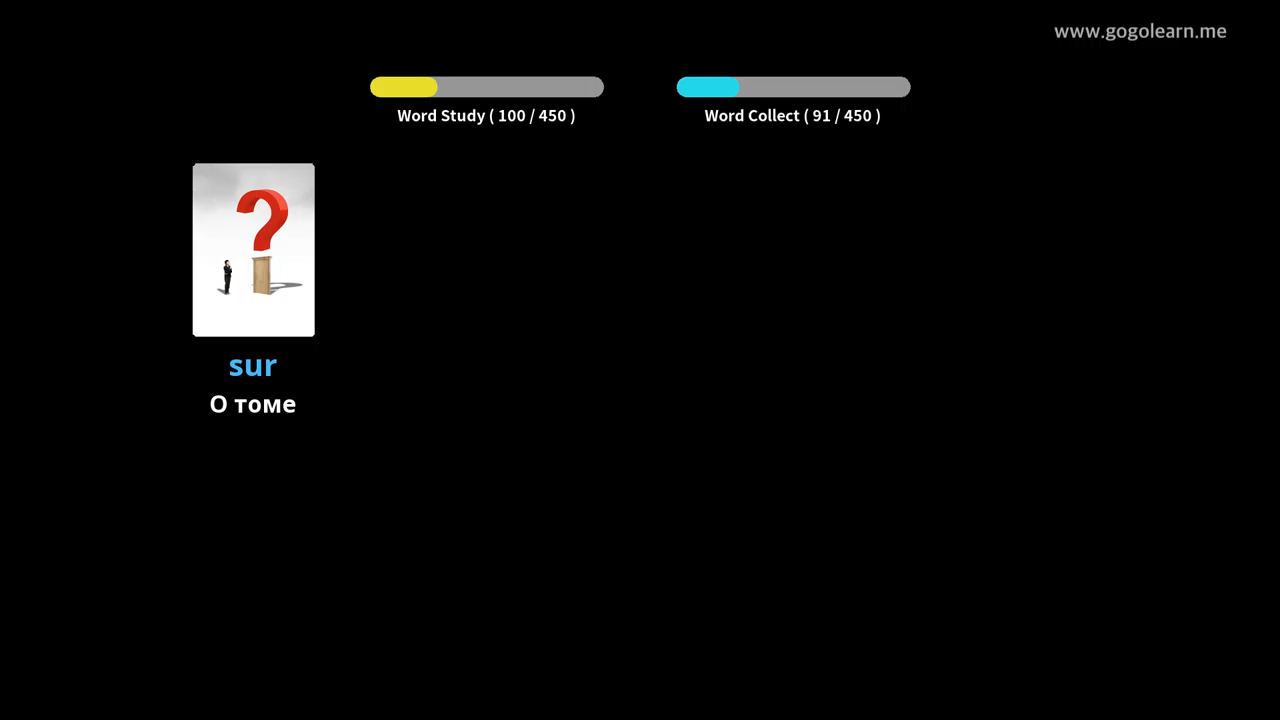 www.gogolearn.me
Word Study ( 100 / 450 )
Word Collect ( 91 / 450 )
sur
О томе